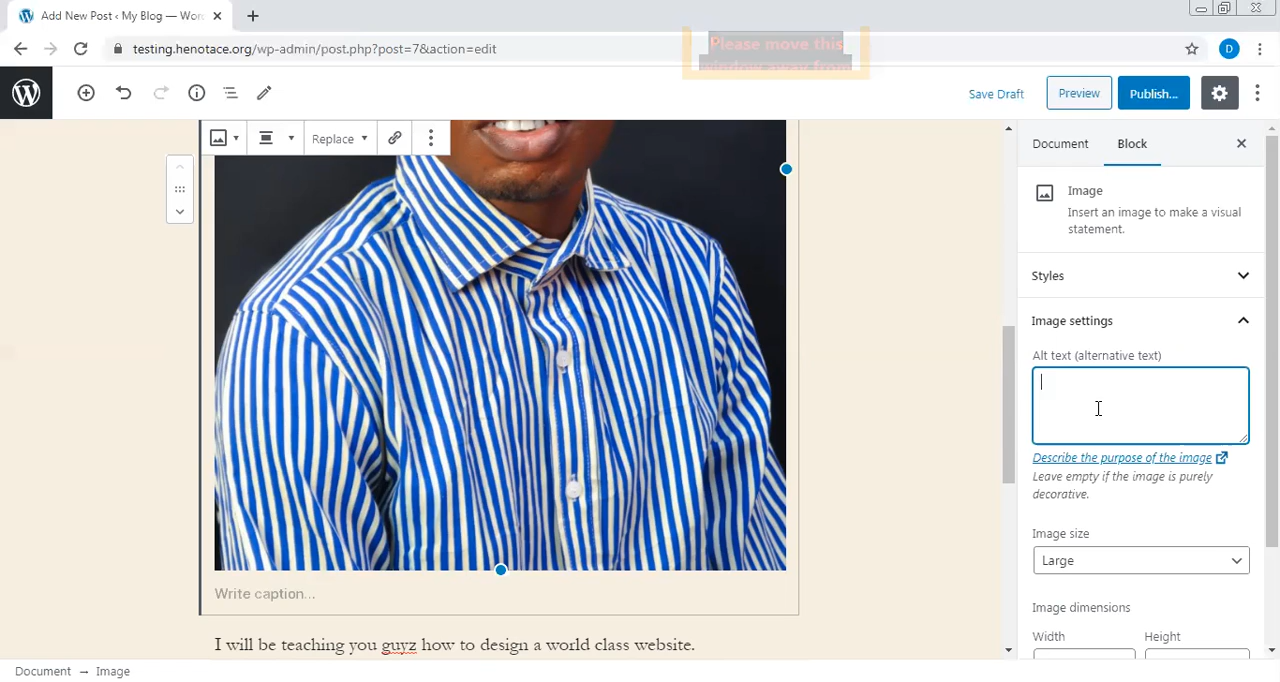 Add New Post ‹ My Blog — Wor
testing.henotace.org/wp-admin/post.php?post=7&action=edit
Please move this
window away from
D
Save Draft
Preview
Publish...
Replace
Document
Block
Image
Insert an image to make a visual
statement.
Styles
Image settings
Alt text (alternative text)
Describe the purpose of the image
Leave empty if the image is purely
decorative.
Image size
Large
Image dimensions
Width
Height
Write caption...
I will be teaching you guyz how to design a world class website.
Document → Image